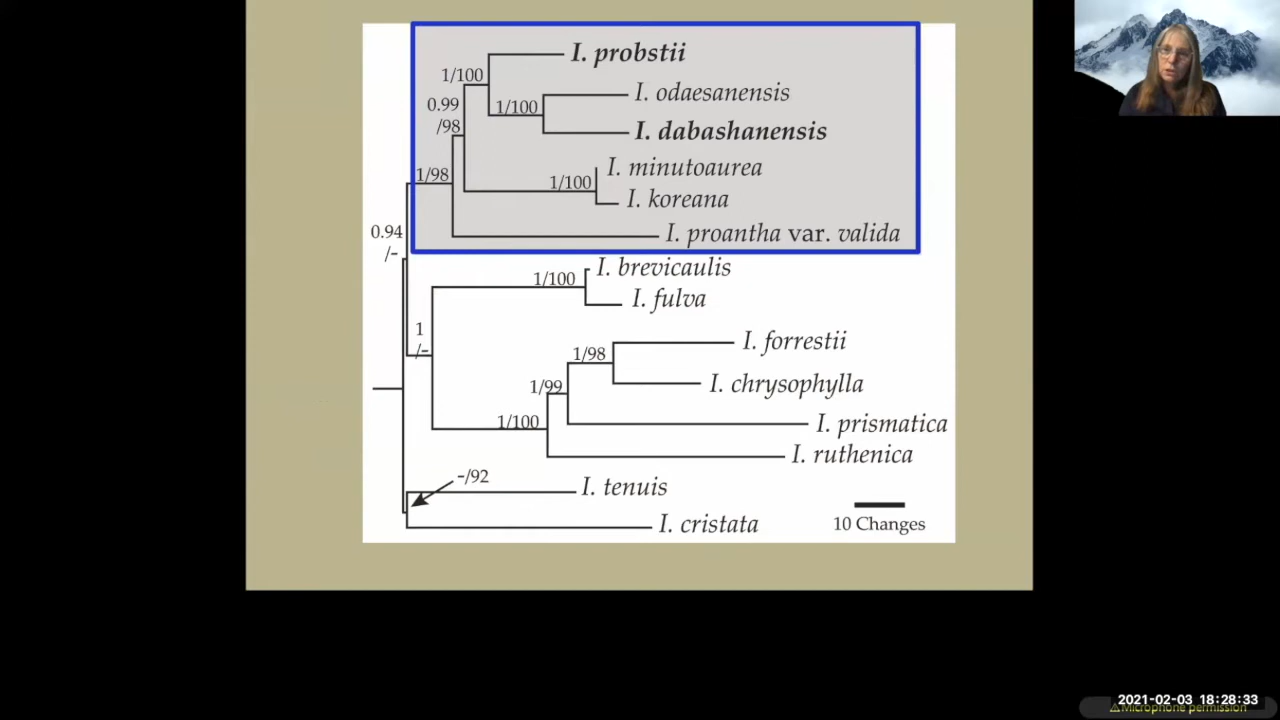 I. probstii
1/100
I. odaesanensis
0.99
/98
1/100
I. dabashanensis
I. minutoaurea
1/98
1/100
I. koreana
0.94
/-
I. proantha var. valida
I. brevicaulis
1/100
I. fulva
1
/-
I. forrestii
1/98
I. chrysophylla
1/99
1/100
I. prismatica
I. ruthenica
-/92
I. tenuis
10 Changes
I. cristata
2021-02-03 18:28:33
Microphone permission